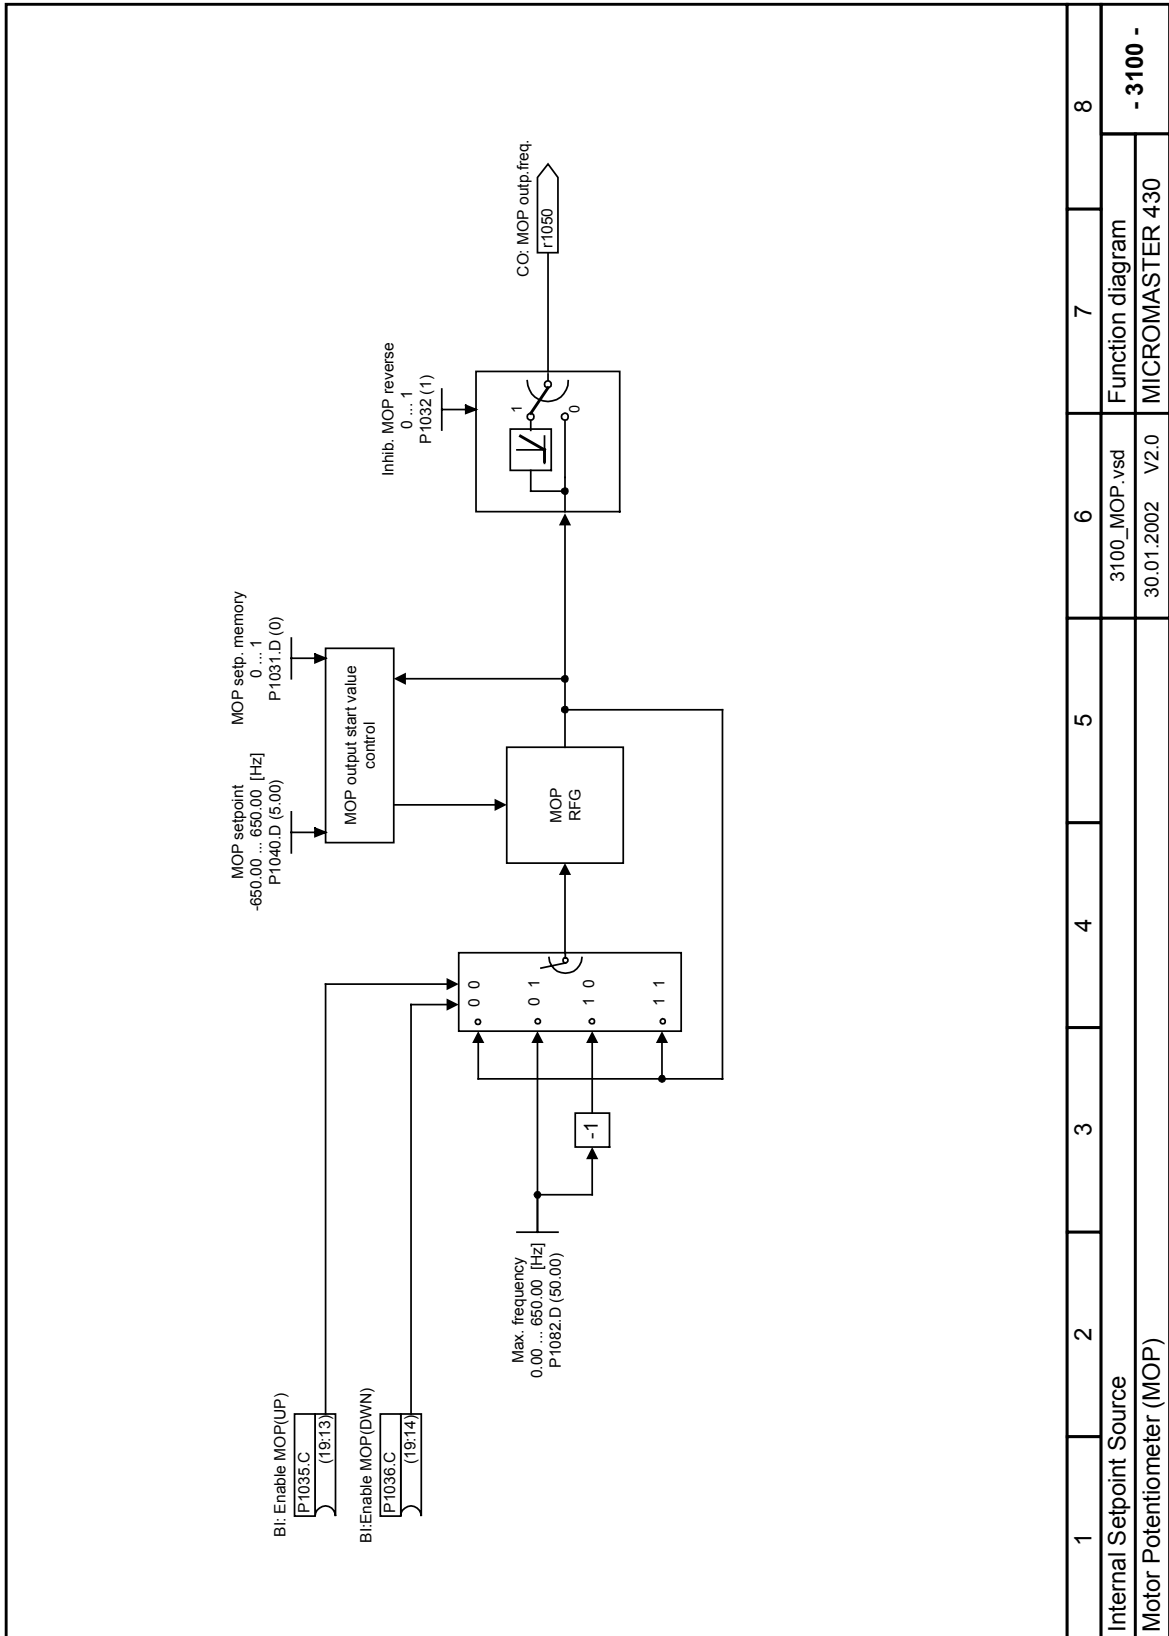 BI: Enable MOP(UP)
P1035.C
(19:13)
BI:Enable MOP(DWN)
P1036.C
(19:14)
Max. frequency
0.00 ... 650.00 [Hz]
P1082.D (50.00)
-1
0 0
0 1
1 0
1 1
MOP setpoint
-650.00 ... 650.00 [Hz]
P1040.D (5.00)
MOP setp. memory
0 ... 1
P1031.D (0)
MOP output start value
control
MOP
RFG
Inhib. MOP reverse
0 ... 1
P1032 (1)
1
0
CO: MOP outp.freq.
r1050
1 2 3 4 5 6 7 8
Internal Setpoint Source 3100_MOP.vsd Function diagram - 3100 -
Motor Potentiometer (MOP) 30.01.2002 V2.0 MICROMASTER 430